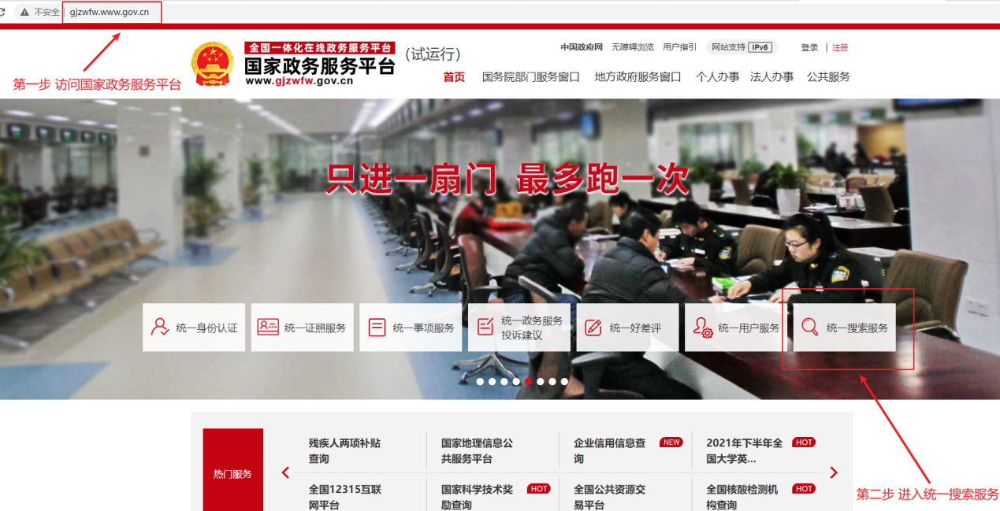 不安全 gjzwfw.www.gov.cn
第一步 访问国家政务服务平台
全国一体化在线政务服务平台
国家政务服务平台
www.gjzwfw.gov.cn
(试运行)
中国政府网 无障碍浏览 用户指引 网站支持 IPv6 登录 | 注册
首页 国务院部门服务窗口 地方政府服务窗口 个人办事 法人办事 公共服务
只进一扇门 最多跑一次
统一身份认证
统一证照服务
统一事项服务
统一政务服务
投诉建议
统一好差评
统一用户服务
统一搜索服务
第二步 进入统一搜索服务
热门服务
残疾人两项补贴
查询
国家地理信息公
共服务平台
企业信用信息查
询
NEW
2021年下半年全
国大学英...
HOT
全国12315互联
网平台
国家科学技术奖
励查询
HOT
全国公共资源交
易平台
全国核酸检测机
构查询
HOT